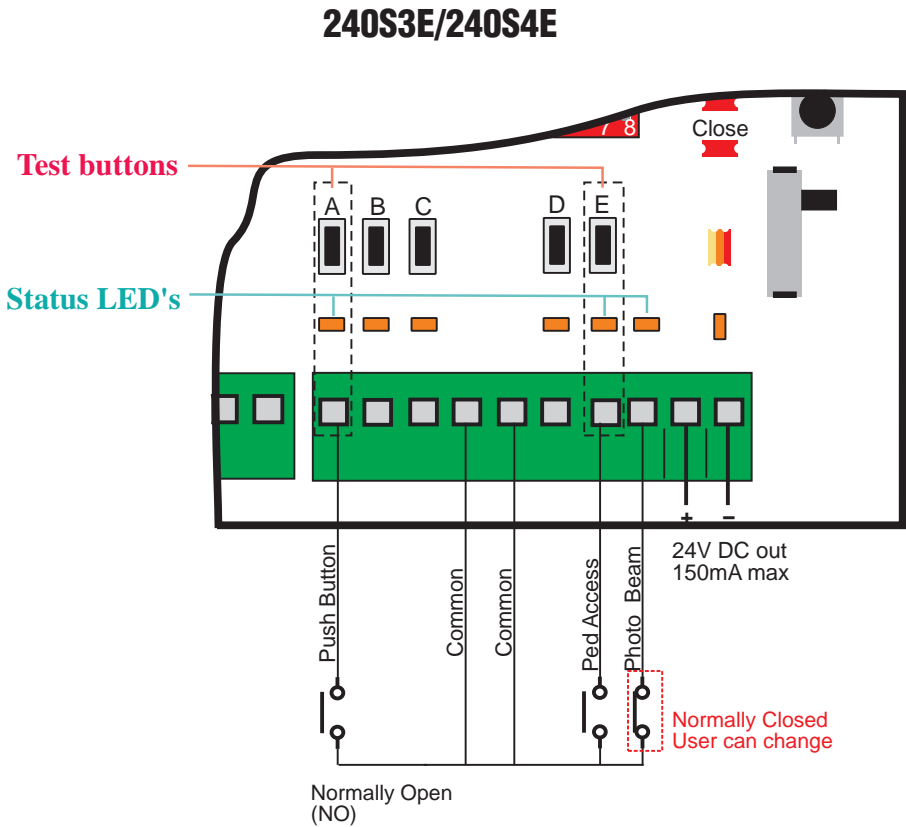 240S3E/240S4E
7 8
Close
Test buttons
A B C D E
Status LED's
+ –
24V DC out
150mA max
Push Button
Common
Common
Ped Access
Photo Beam
Normally Closed
User can change
Normally Open
(NO)